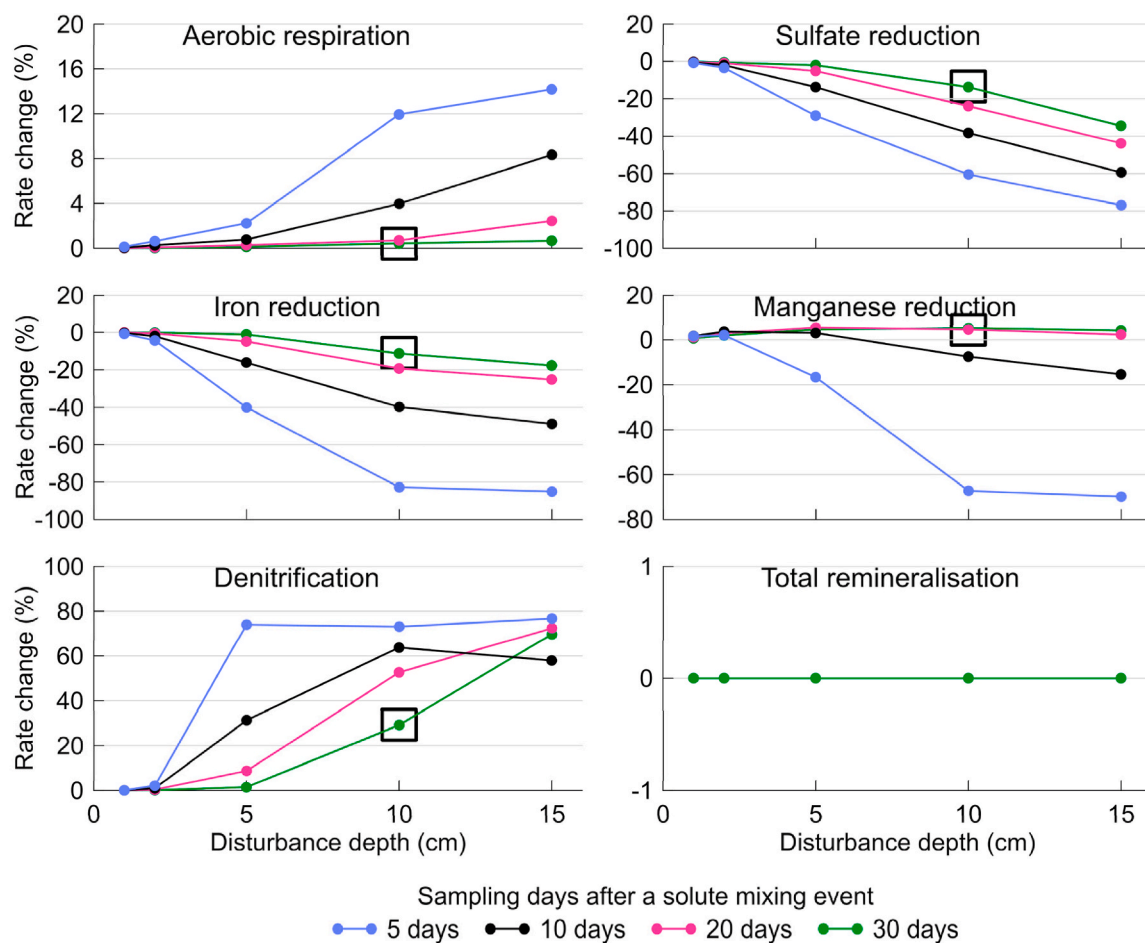 Aerobic respiration
Rate change (%)
20
16
12
8
4
0
Sulfate reduction
20
0
-20
-40
-60
-80
-100
Iron reduction
Rate change (%)
20
0
-20
-40
-60
-80
-100
Manganese reduction
20
0
-20
-40
-60
-80
Denitrification
Rate change (%)
100
80
60
40
20
0
0 5 10 15
Disturbance depth (cm)
Total remineralisation
1
0
-1
0 5 10 15
Disturbance depth (cm)
Sampling days after a solute mixing event
5 days 10 days 20 days 30 days